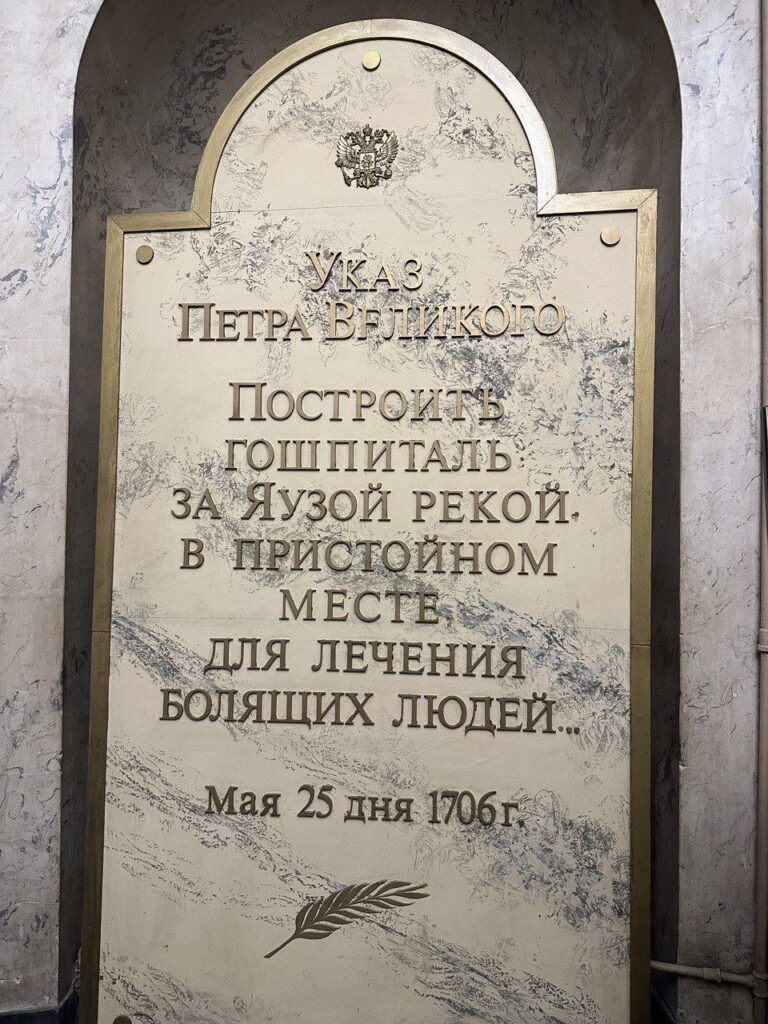 Указ
Петра Великого
Построить
гошпиталь
за Яузой рекой
в пристойном
месте,
для лечения
болящих людей...
Мая 25 дня 1706 г.